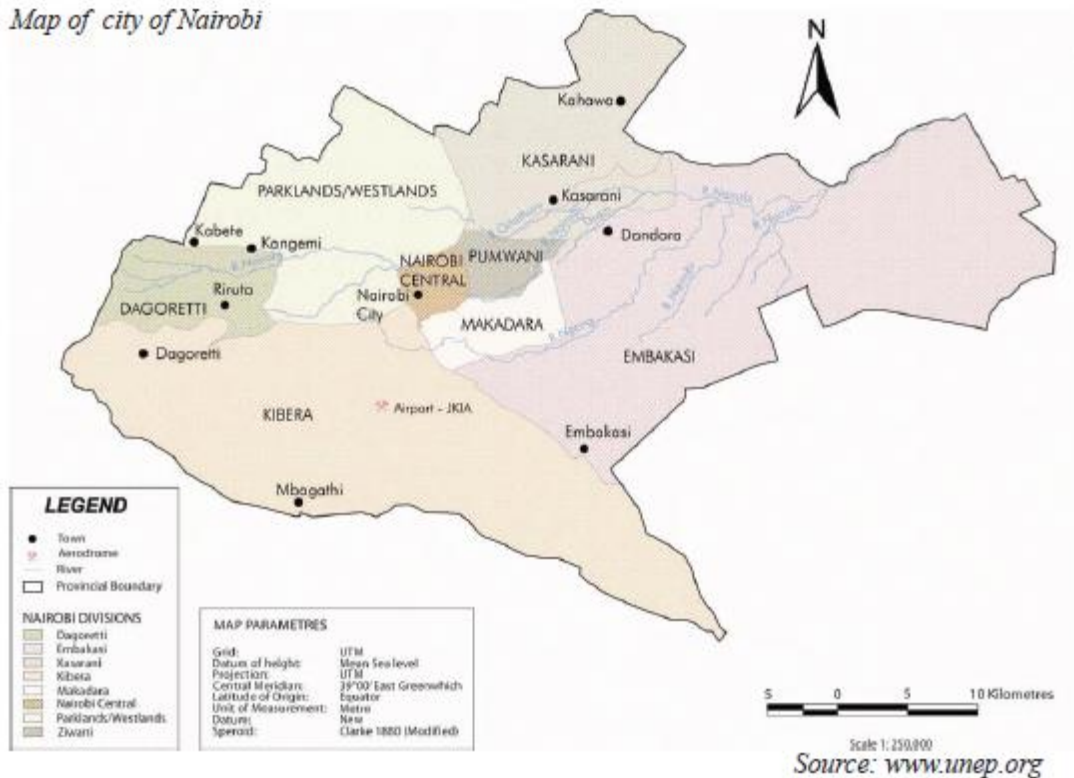 Map of city of Nairobi
N
Kahawa
KASARANI
PARKLANDS/WESTLANDS
Kasarani
R. Nairobi
R. Nairobi
Kabete
Kangemi
Dandora
NAIROBI
CENTRAL
PUMWANI
R. Nairobi
Riruta
DAGORETTI
Nairobi
City
MAKADARA
R. Ngong
Dagoretti
EMBAKASI
KIBERA
Airport - JKIA
Embakasi
Mbagathi
LEGEND
Town
Aerodrome
River
Provincial Boundary
NAIROBI DIVISIONS
Dagoretti
Embakasi
Kasarani
Kibera
Makadara
Nairobi Central
Parklands/Westlands
Ziwani
MAP PARAMETRES
Grid: UTM
Datum of height: Mean Sea level
Projection: UTM
Central Meridian: 39°00' East Greenwhich
Latitude of Origin: Equator
Unit of Measurement: Metre
Datum: New
Speroid: Clarke 1880 (Modified)
5 0 5 10 Kilometres
Scale 1: 250,000
Source: www.unep.org